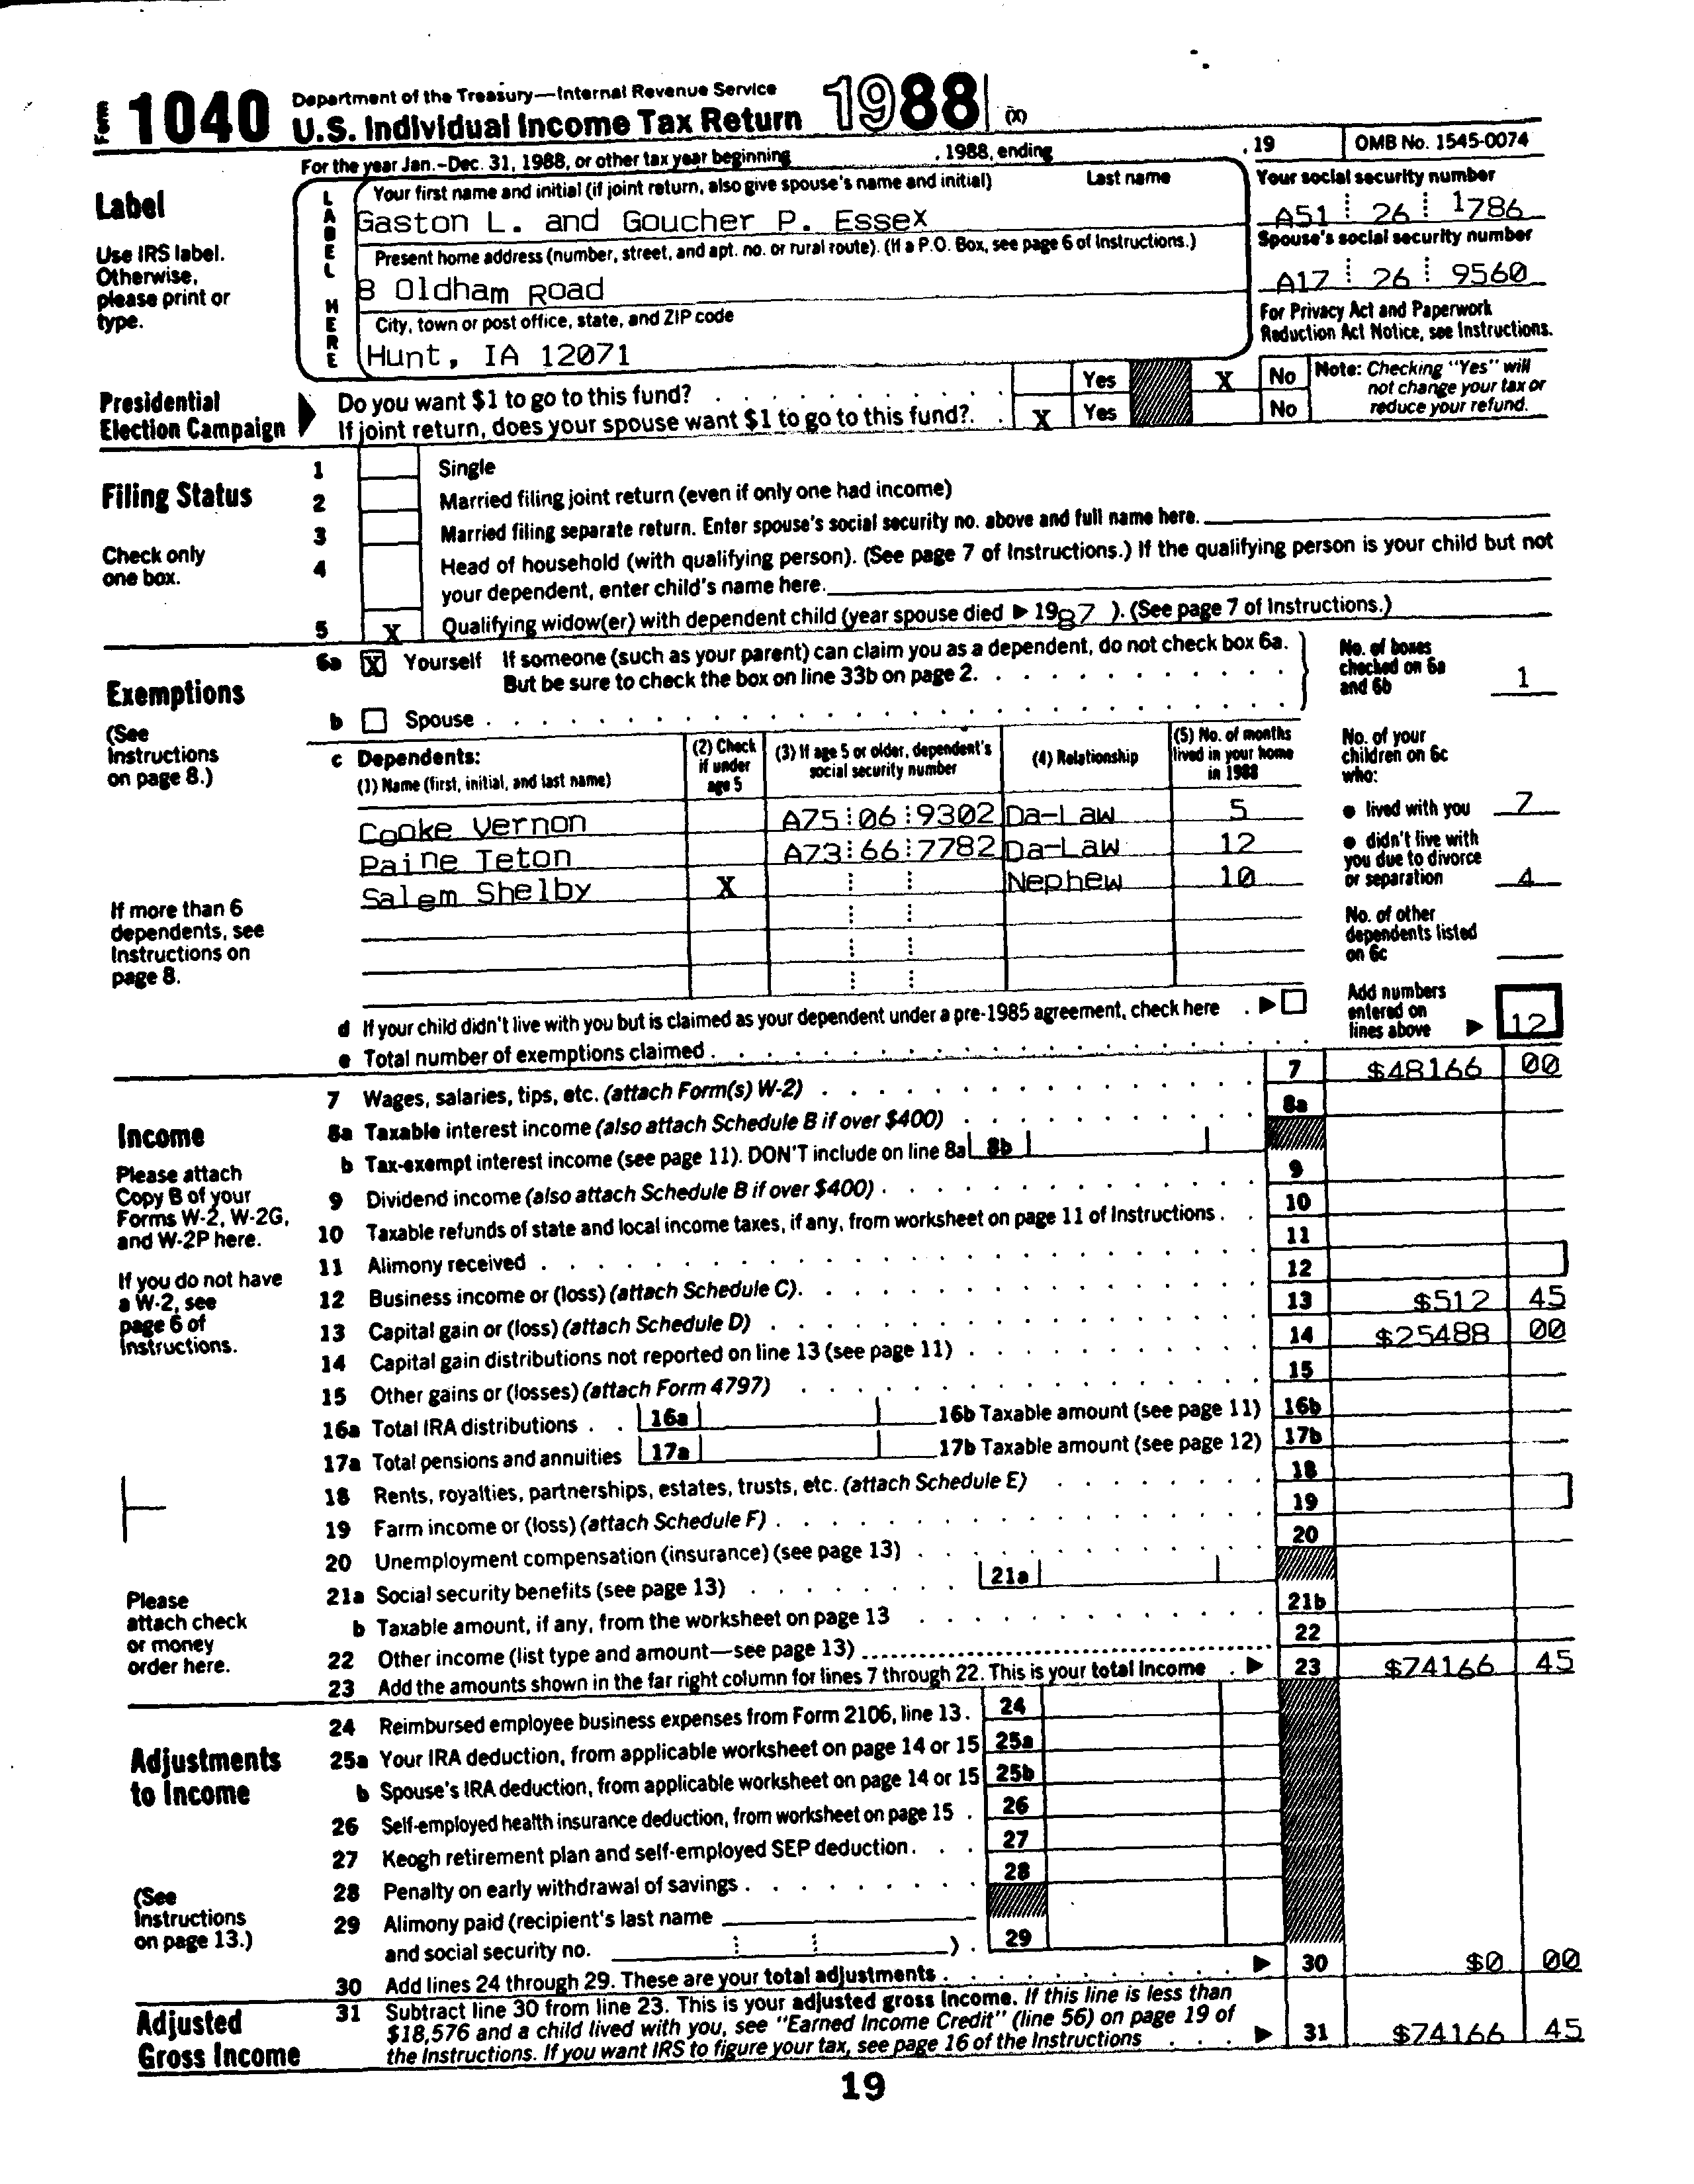 Form 1040 Department of the Treasury—Internal Revenue Service
U.S. Individual Income Tax Return 1988 (X)
For the year Jan.-Dec. 31, 1988, or other tax year beginning , 1988, ending , 19 OMB No. 1545-0074
Label
Use IRS label.
Otherwise,
please print or
type.
LABEL HERE
Your first name and initial (if joint return, also give spouse's name and initial) Last name
Gaston L. and Goucher P. Essex
Present home address (number, street, and apt. no. or rural route). (If a P.O. Box, see page 6 of Instructions.)
8 Oldham Road
City, town or post office, state, and ZIP code
Hunt, IA 12071
Your social security number
A51 26 1786
Spouse's social security number
A17 26 9560
For Privacy Act and Paperwork
Reduction Act Notice, see Instructions.
Presidential
Election Campaign
Do you want $1 to go to this fund? Yes X No
If joint return, does your spouse want $1 to go to this fund?. X Yes No
Note: Checking "Yes" will
not change your tax or
reduce your refund.
Filing Status
Check only
one box.
1 Single
2 Married filing joint return (even if only one had income)
3 Married filing separate return. Enter spouse's social security no. above and full name here.
4 Head of household (with qualifying person). (See page 7 of Instructions.) If the qualifying person is your child but not
your dependent, enter child's name here.
5 X Qualifying widow(er) with dependent child (year spouse died ▶ 1987 ). (See page 7 of Instructions.)
Exemptions
(See
Instructions
on page 8.)
If more than 6
dependents, see
Instructions on
page 8.
6a X Yourself If someone (such as your parent) can claim you as a dependent, do not check box 6a.
But be sure to check the box on line 33b on page 2.
b Spouse
No. of boxes
checked on 6a
and 6b 1
c Dependents:
(1) Name (first, initial, and last name)
(2) Check
if under
age 5
(3) If age 5 or older, dependent's
social security number
(4) Relationship
(5) No. of months
lived in your home
in 1988
Cooke Vernon A75 06 9302 Da-Law 5
Paine Teton A73 66 7782 Da-Law 12
Salem Shelby X Nephew 10
No. of your
children on 6c
who:
● lived with you 7
● didn't live with
you due to divorce
or separation 4
No. of other
dependents listed
on 6c
d If your child didn't live with you but is claimed as your dependent under a pre-1985 agreement, check here ▶
e Total number of exemptions claimed
Add numbers
entered on
lines above ▶ 12
Income
Please attach
Copy B of your
Forms W-2, W-2G,
and W-2P here.
If you do not have
a W-2, see
page 6 of
Instructions.
Please
attach check
or money
order here.
7 Wages, salaries, tips, etc. (attach Form(s) W-2) 7 $48166 00
8a Taxable interest income (also attach Schedule B if over $400) 8a
b Tax-exempt interest income (see page 11). DON'T include on line 8a 8b
9 Dividend income (also attach Schedule B if over $400) 9
10 Taxable refunds of state and local income taxes, if any, from worksheet on page 11 of Instructions 10
11 Alimony received 11
12 Business income or (loss) (attach Schedule C). 12
13 Capital gain or (loss) (attach Schedule D) 13 $512 45
14 Capital gain distributions not reported on line 13 (see page 11) 14 $25488 00
15 Other gains or (losses) (attach Form 4797) 15
16a Total IRA distributions 16a 16b Taxable amount (see page 11) 16b
17a Total pensions and annuities 17a 17b Taxable amount (see page 12) 17b
18 Rents, royalties, partnerships, estates, trusts, etc. (attach Schedule E) 18
19 Farm income or (loss) (attach Schedule F) 19
20 Unemployment compensation (insurance) (see page 13) 20
21a Social security benefits (see page 13) 21a
b Taxable amount, if any, from the worksheet on page 13 21b
22 Other income (list type and amount—see page 13) 22
23 Add the amounts shown in the far right column for lines 7 through 22. This is your total income ▶ 23 $74166 45
Adjustments
to Income
(See
Instructions
on page 13.)
24 Reimbursed employee business expenses from Form 2106, line 13. 24
25a Your IRA deduction, from applicable worksheet on page 14 or 15 25a
b Spouse's IRA deduction, from applicable worksheet on page 14 or 15 25b
26 Self-employed health insurance deduction, from worksheet on page 15 26
27 Keogh retirement plan and self-employed SEP deduction 27
28 Penalty on early withdrawal of savings 28
29 Alimony paid (recipient's last name
and social security no. ) 29
30 Add lines 24 through 29. These are your total adjustments ▶ 30 $0 00
Adjusted
Gross Income
31 Subtract line 30 from line 23. This is your adjusted gross income. If this line is less than
$18,576 and a child lived with you, see "Earned Income Credit" (line 56) on page 19 of
the Instructions. If you want IRS to figure your tax, see page 16 of the Instructions ▶ 31 $74166 45
19